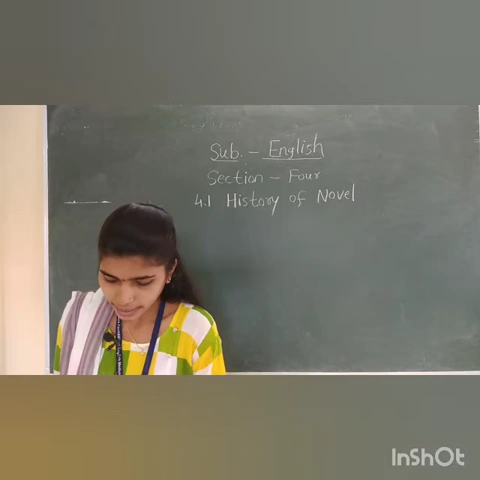 Sub. - English
Section - Four
4.1 History of Novel
InShOt